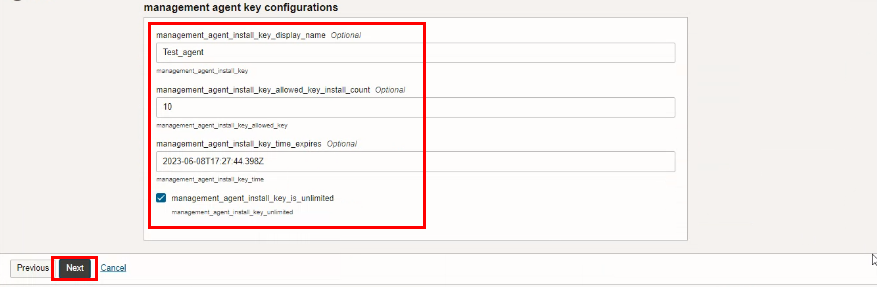 management agent key configurations
management_agent_install_key_display_name Optional
Test_agent
management_agent_install_key
management_agent_install_key_allowed_key_install_count Optional
10
management_agent_install_key_allowed_key
management_agent_install_key_time_expires Optional
2023-06-08T17:27:44.398Z
management_agent_install_key_time
management_agent_install_key_is_unlimited
management_agent_install_key_unlimited
Previous Next Cancel